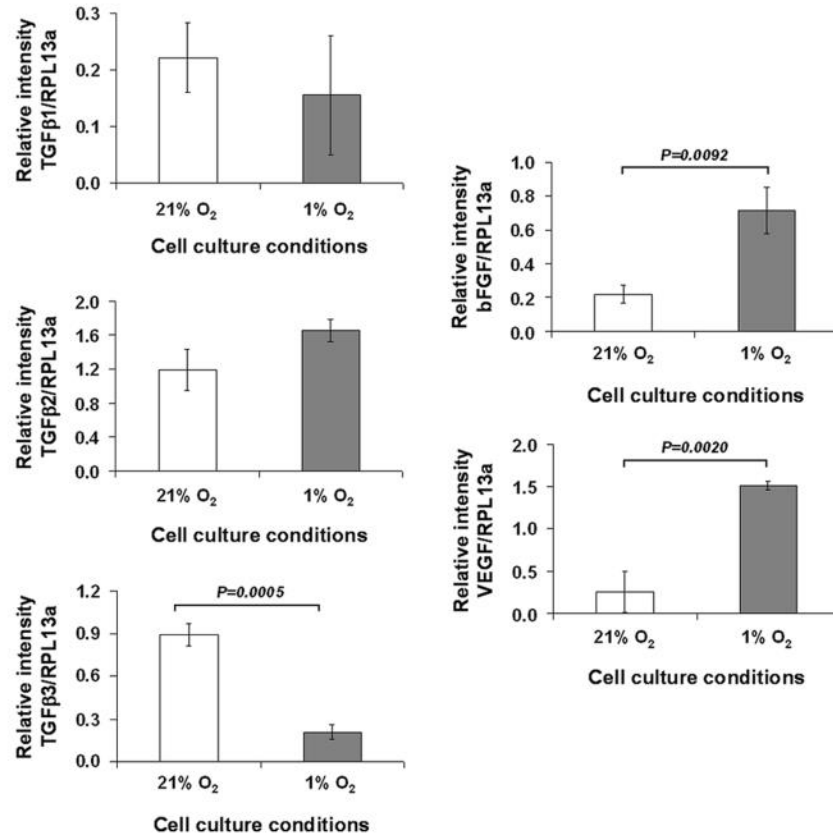 Relative intensity
TGFβ1/RPL13a
0.3
0.2
0.1
0.0
21% O₂
1% O₂
Cell culture conditions
Relative intensity
TGFβ2/RPL13a
2.0
1.6
1.2
0.8
0.4
0.0
21% O₂
1% O₂
Cell culture conditions
Relative intensity
TGFβ3/RPL13a
1.2
0.9
0.6
0.3
0.0
P=0.0005
21% O₂
1% O₂
Cell culture conditions
Relative intensity
bFGF/RPL13a
1.0
0.8
0.6
0.4
0.2
0.0
P=0.0092
21% O₂
1% O₂
Cell culture conditions
Relative intensity
VEGF/RPL13a
2.0
1.5
1.0
0.5
0.0
P=0.0020
21% O₂
1% O₂
Cell culture conditions